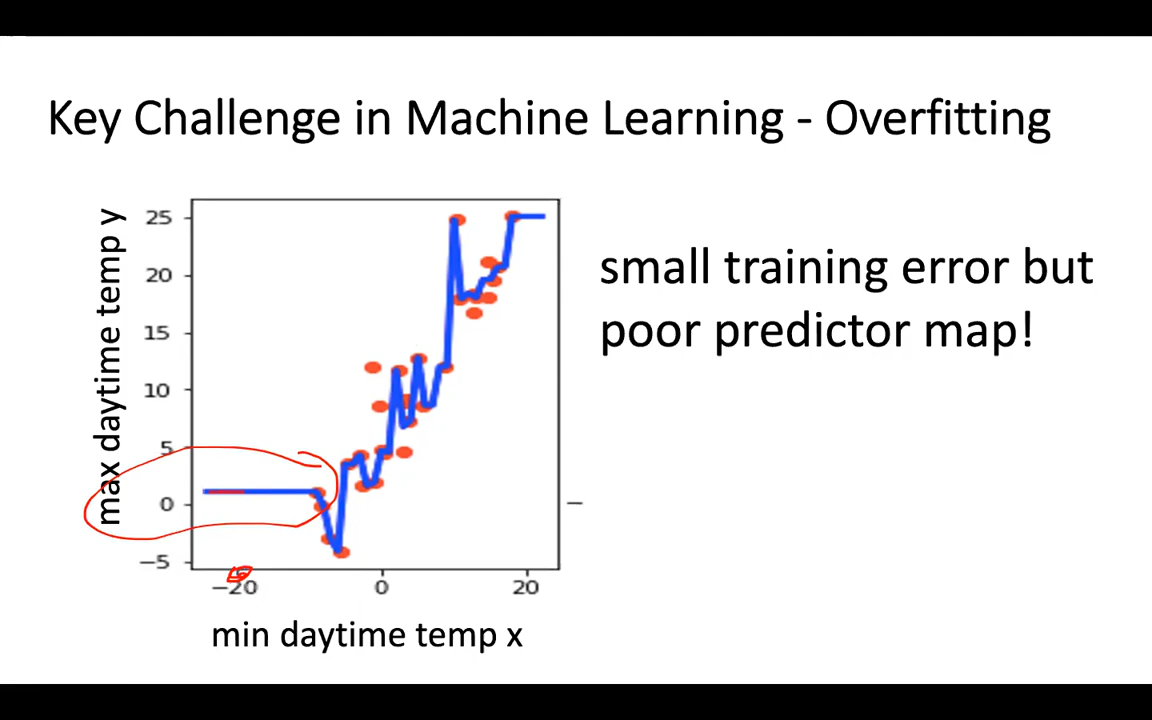 Key Challenge in Machine Learning - Overfitting
max daytime temp y
25
20
15
10
5
0
−5
−20
0
20
min daytime temp x
small training error but
poor predictor map!